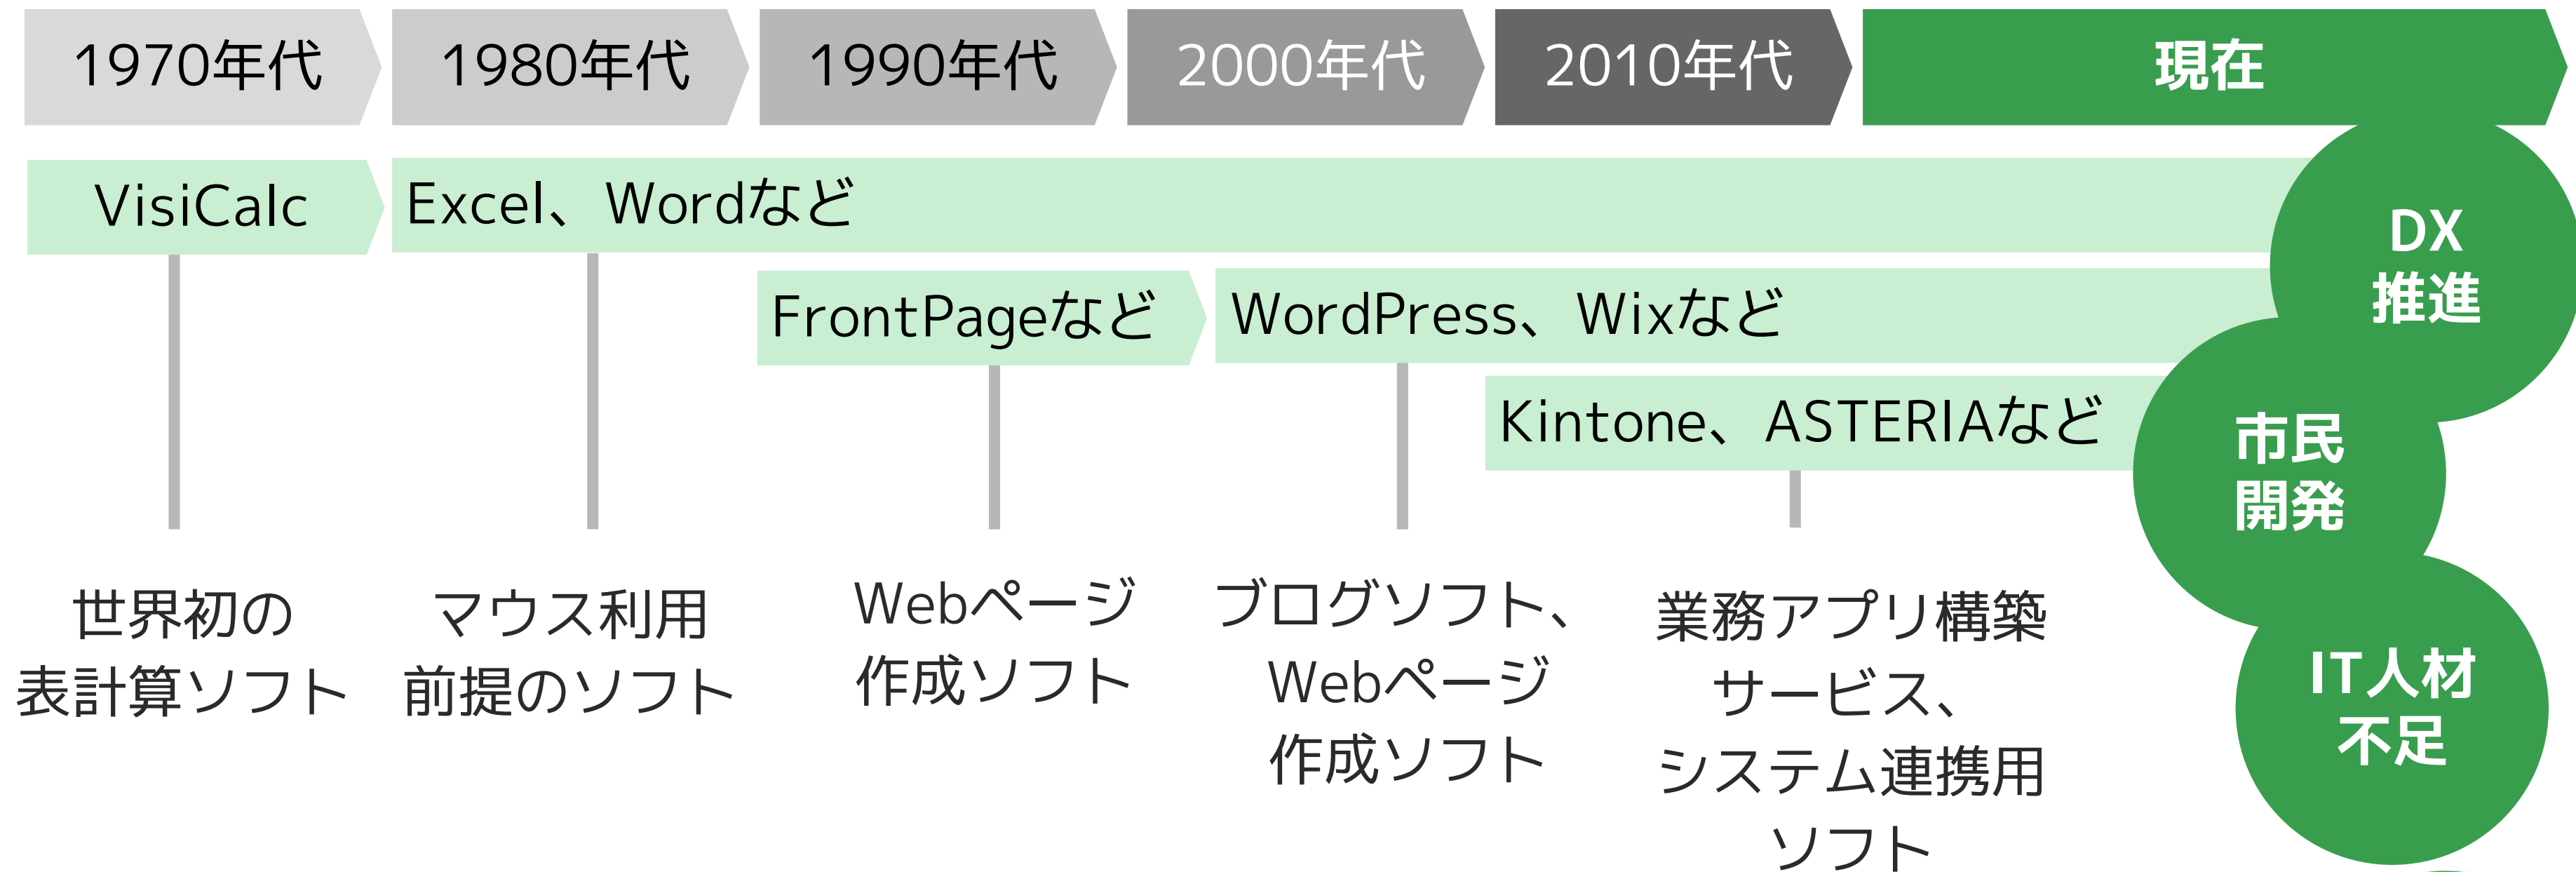 1970年代
1980年代
1990年代
2000年代
2010年代
現在
VisiCalc
Excel、Wordなど
FrontPageなど
WordPress、Wixなど
Kintone、ASTERIAなど
DX
推進
市民
開発
IT人材
不足
世界初の
表計算ソフト
マウス利用
前提のソフト
Webページ
作成ソフト
ブログソフト、
Webページ
作成ソフト
業務アプリ構築
サービス、
システム連携用
ソフト